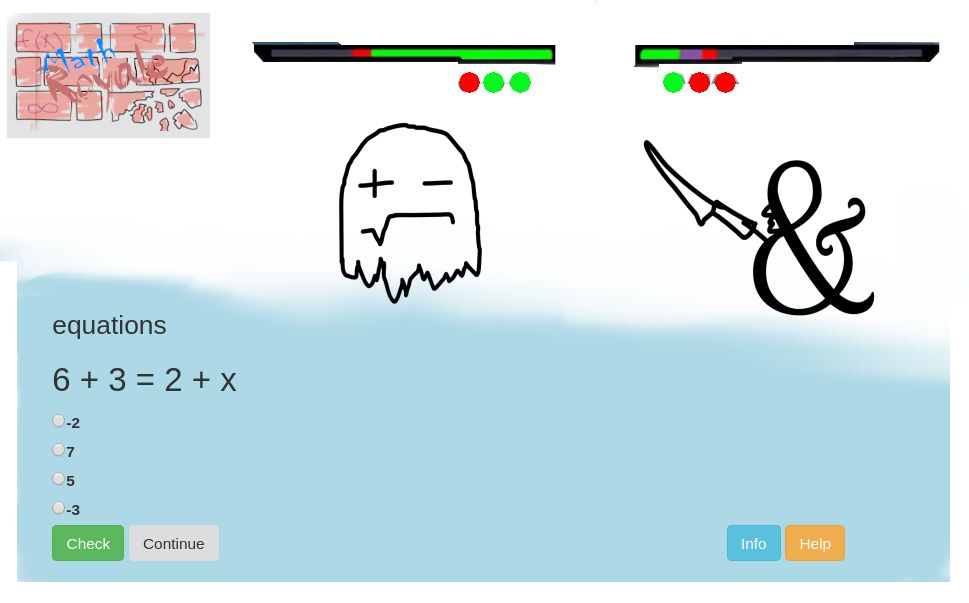 f(x)
Math
Royale
∞
&
equations
6 + 3 = 2 + x
-2
7
5
-3
Check Continue Info Help